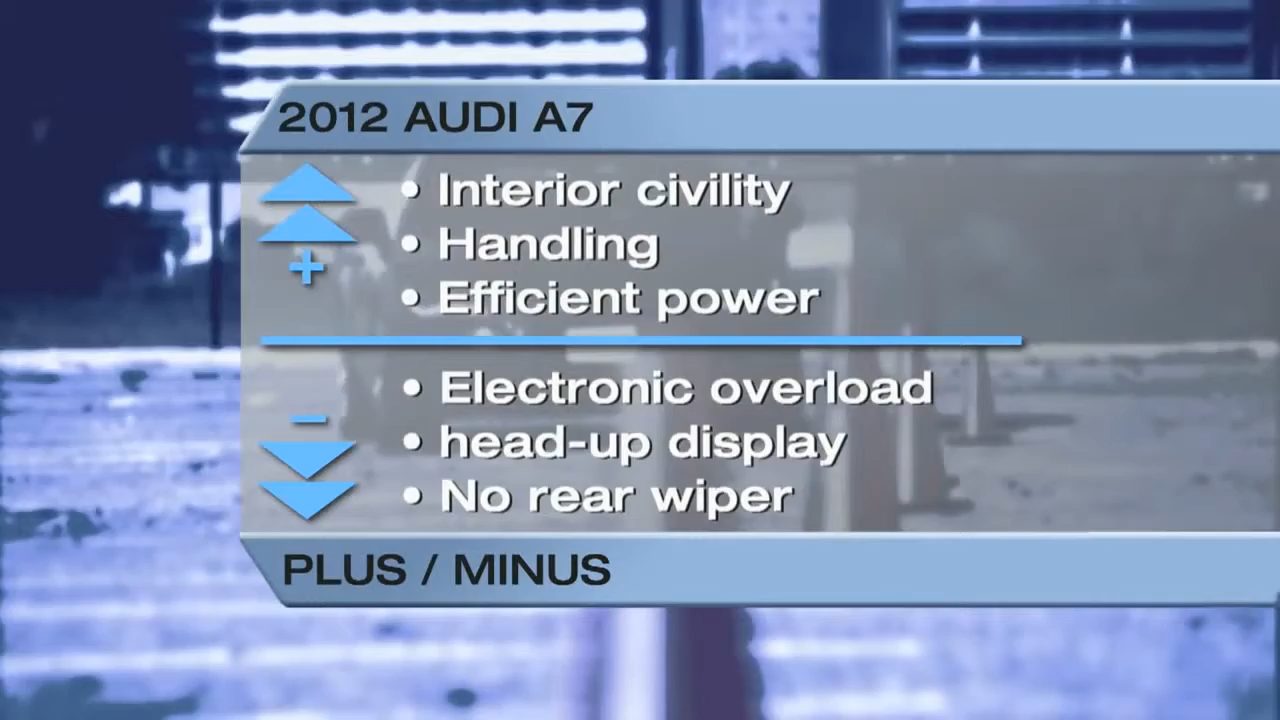 2012 AUDI A7
+
• Interior civility
• Handling
• Efficient power
–
• Electronic overload
• head-up display
• No rear wiper
PLUS / MINUS